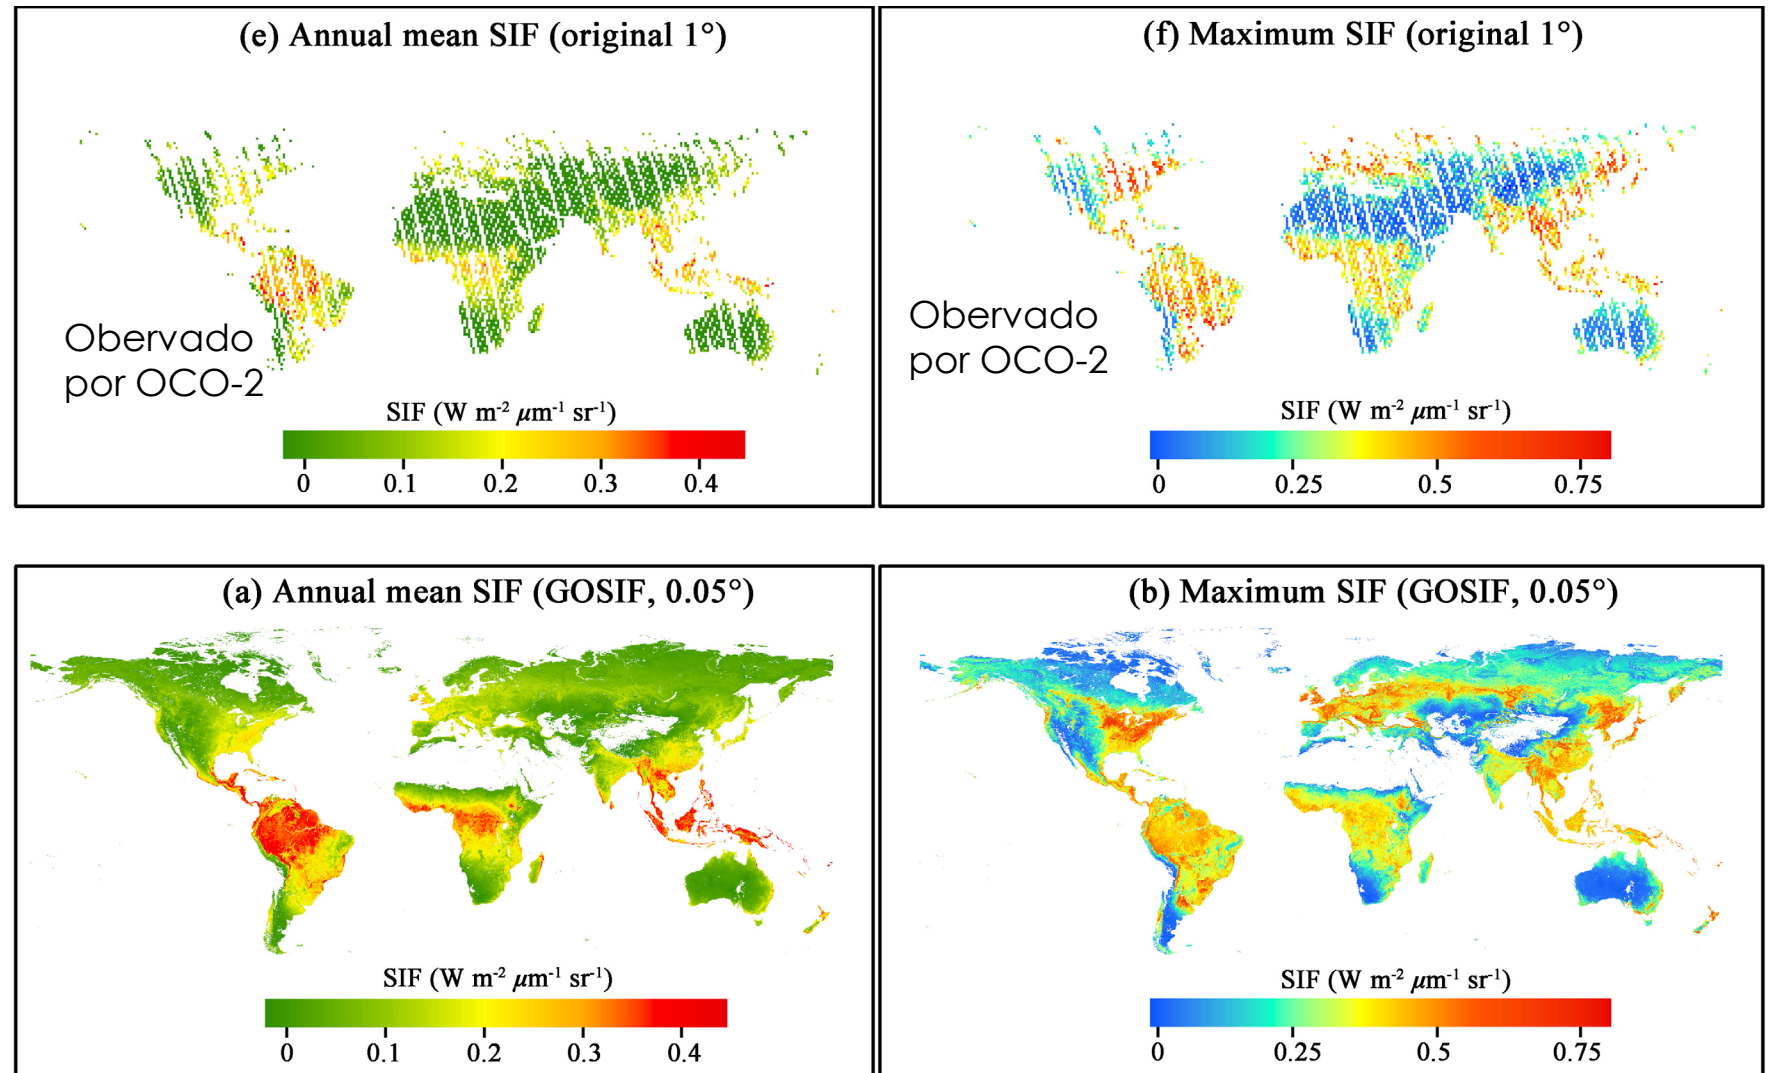 (e) Annual mean SIF (original 1°)
Obervado
por OCO-2
SIF (W m⁻² μm⁻¹ sr⁻¹)
0 0.1 0.2 0.3 0.4
(f) Maximum SIF (original 1°)
Obervado
por OCO-2
SIF (W m⁻² μm⁻¹ sr⁻¹)
0 0.25 0.5 0.75
(a) Annual mean SIF (GOSIF, 0.05°)
SIF (W m⁻² μm⁻¹ sr⁻¹)
0 0.1 0.2 0.3 0.4
(b) Maximum SIF (GOSIF, 0.05°)
SIF (W m⁻² μm⁻¹ sr⁻¹)
0 0.25 0.5 0.75